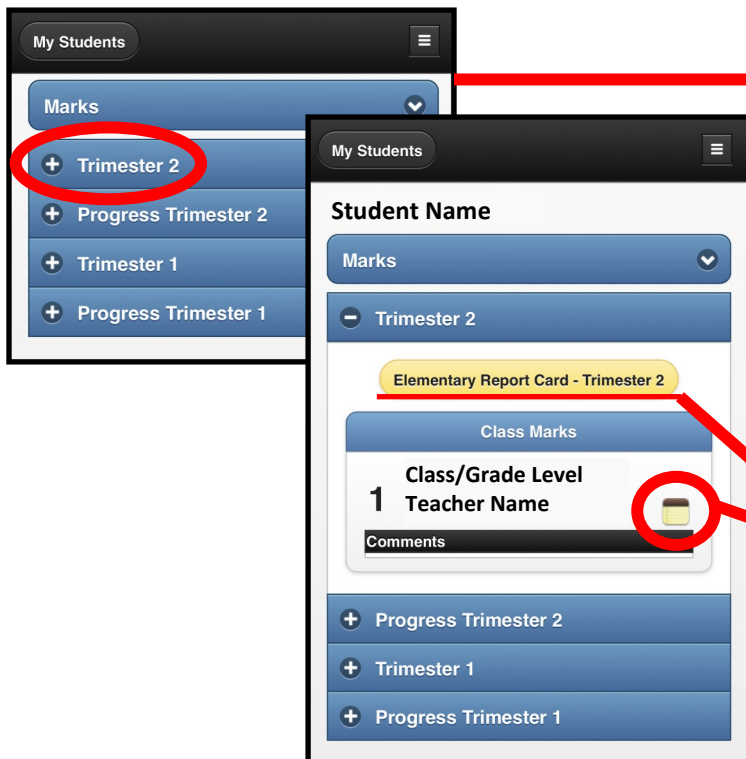 My Students
Marks
Trimester 2
Progress Trimester 2
Trimester 1
Progress Trimester 1
My Students
Student Name
Marks
Trimester 2
Elementary Report Card - Trimester 2
Class Marks
1 Class/Grade Level
Teacher Name
Comments
Progress Trimester 2
Trimester 1
Progress Trimester 1